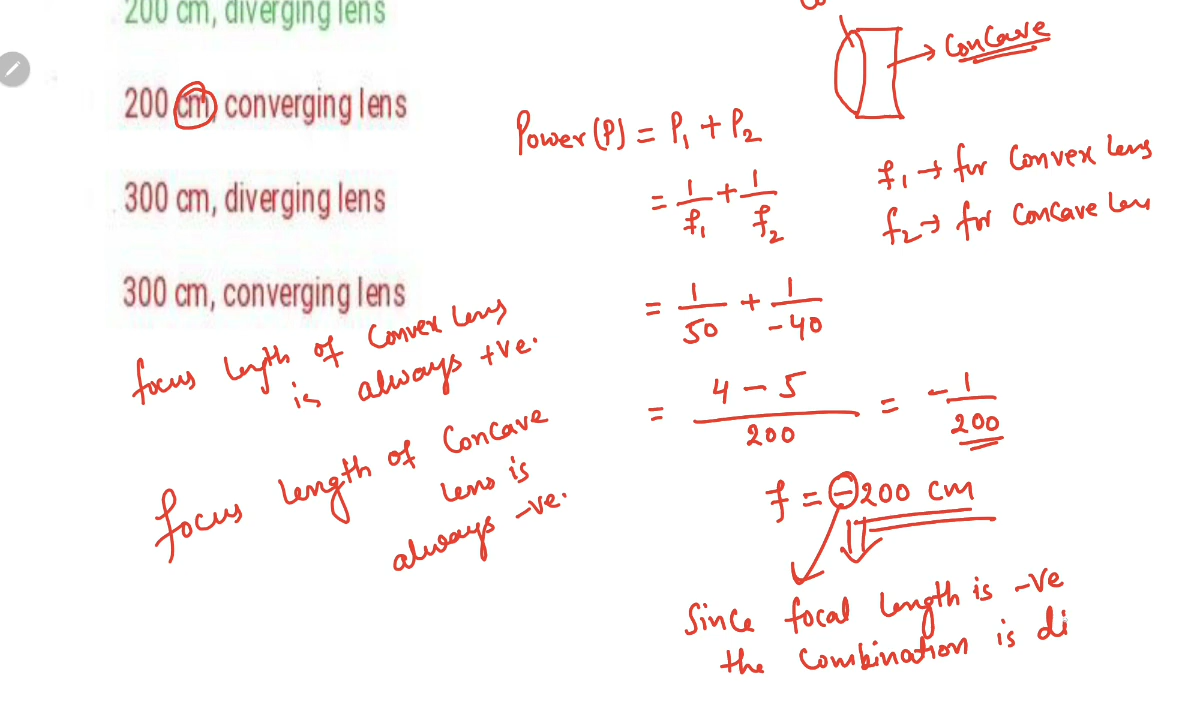 200 cm, diverging lens
200 cm, converging lens
300 cm, diverging lens
300 cm, converging lens
focus length of Convex Lens
is always +ve.
focus length of Concave
Lens is
always -ve.
→ Concave
Power (P) = P₁ + P₂
= 1/f₁ + 1/f₂
f₁ → for Convex Lens
f₂ → for Concave Len
= 1/50 + 1/-40
= 4 - 5/200 = -1/200
f = -200 cm
Since focal length is -ve
the Combination is di